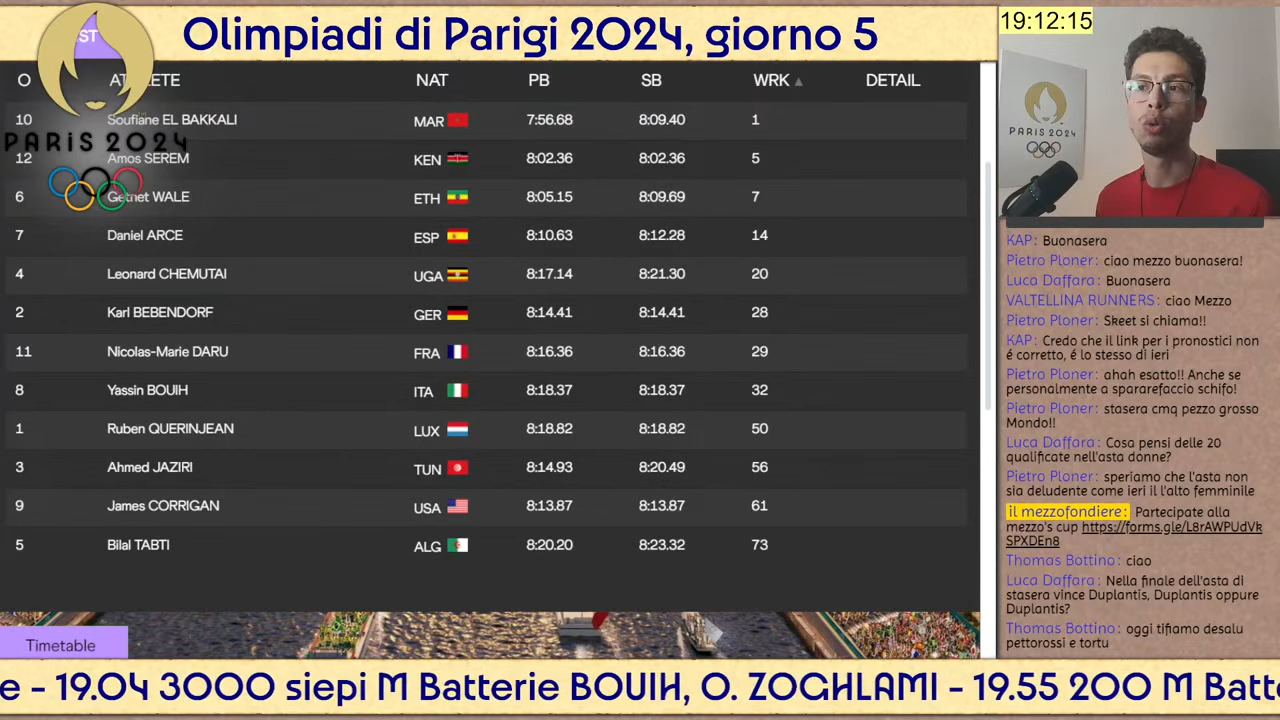 Olimpiadi di Parigi 2024, giorno 5
19:12:15
ST
PARIS 2024
O ATHLETE NAT PB SB WRK ▲ DETAIL
10 Soufiane EL BAKKALI MAR 7:56.68 8:09.40 1
12 Amos SEREM KEN 8:02.36 8:02.36 5
6 Getnet WALE ETH 8:05.15 8:09.69 7
7 Daniel ARCE ESP 8:10.63 8:12.28 14
4 Leonard CHEMUTAI UGA 8:17.14 8:21.30 20
2 Karl BEBENDORF GER 8:14.41 8:14.41 28
11 Nicolas-Marie DARU FRA 8:16.36 8:16.36 29
8 Yassin BOUIH ITA 8:18.37 8:18.37 32
1 Ruben QUERINJEAN LUX 8:18.82 8:18.82 50
3 Ahmed JAZIRI TUN 8:14.93 8:20.49 56
9 James CORRIGAN USA 8:13.87 8:13.87 61
5 Bilal TABTI ALG 8:20.20 8:23.32 73
Timetable
PARIS 2024
KAP: Buonasera
Pietro Ploner: ciao mezzo buonasera!
Luca Daffara: Buonasera
VALTELLINA RUNNERS: ciao Mezzo
Pietro Ploner: Skeet si chiama!!
KAP: Credo che il link per i pronostici non
é corretto, é lo stesso di ieri
Pietro Ploner: ahah esatto!! Anche se
personalmente a spararefaccio schifo!
Pietro Ploner: stasera cmq pezzo grosso
Mondo!!
Luca Daffara: Cosa pensi delle 20
qualificate nell'asta donne?
Pietro Ploner: speriamo che l'asta non
sia deludente come ieri il l'alto femminile
il mezzofondiere: Partecipate alla
mezzo's cup https://forms.gle/L8rAWPUdVk
SPXDEn8
Thomas Bottino: ciao
Luca Daffara: Nella finale dell'asta di
stasera vince Duplantis, Duplantis oppure
Duplantis?
Thomas Bottino: oggi tifiamo desalu
pettorossi e tortu
e - 19.04 3000 siepi M Batterie BOUIH, O. ZOGHLAMI - 19.55 200 M Batt